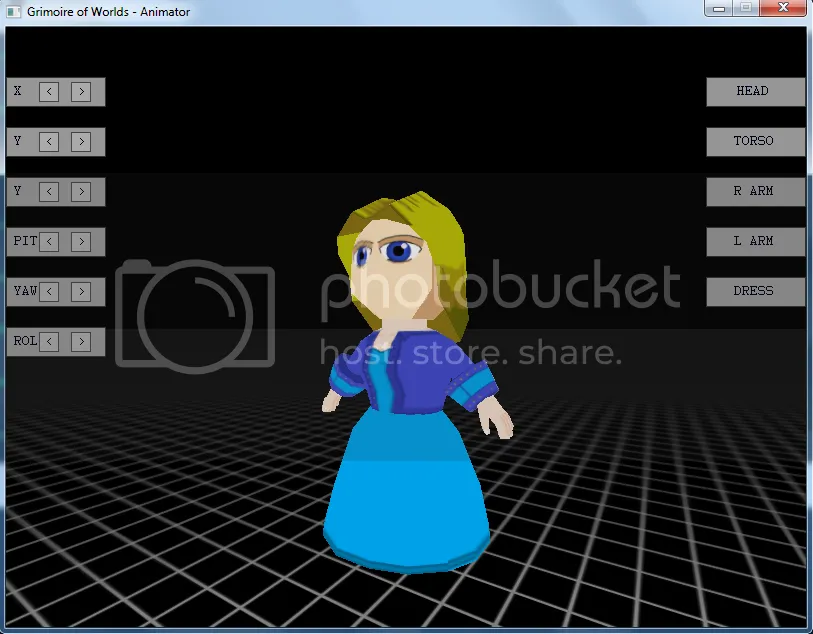 Grimoire of Worlds - Animator
X < >
Y < >
Y < >
PIT < >
YAW < >
ROL < >
HEAD
TORSO
R ARM
L ARM
DRESS
photobucket
host. store. share.